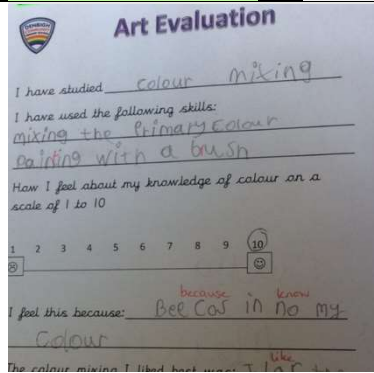 Art Evaluation
I have studied colour mixing
I have used the following skills:
mixing the Primary colour
Painting with a brush
How I feel about my knowledge of colour on a
scale of 1 to 10
1 2 3 4 5 6 7 8 9 10
because know
I feel this because: Bee Cos in no my
Colour
like
The colour mixing I liked best was: